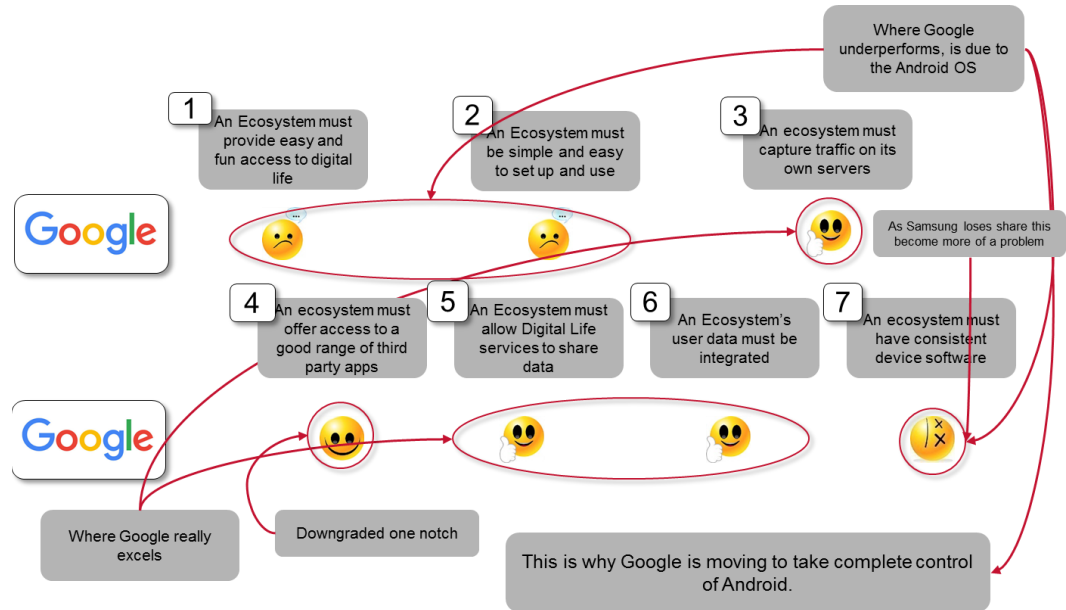 Where Google
underperforms, is due to
the Android OS
1
An Ecosystem must
provide easy and
fun access to digital
life
2
An Ecosystem must
be simple and easy
to set up and use
3
An ecosystem must
capture traffic on its
own servers
Google
...
...
As Samsung loses share this
become more of a problem
4
An ecosystem must
offer access to a
good range of third
party apps
5
An Ecosystem must
allow Digital Life
services to share
data
6
An Ecosystem's
user data must be
integrated
7
An ecosystem must
have consistent
device software
Google
Where Google really
excels
Downgraded one notch
This is why Google is moving to take complete control
of Android.